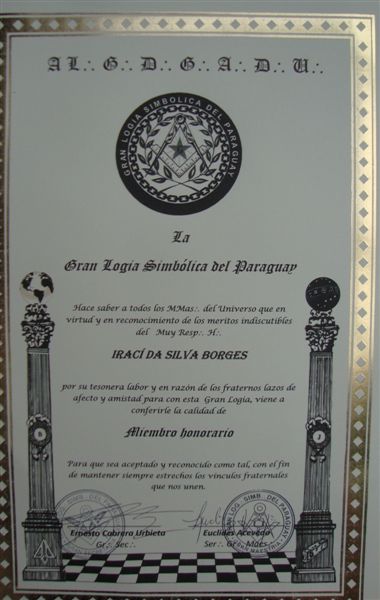 A L∴ G∴ D∴ G∴ A∴ D∴ U∴
GRAN LOGIA SIMBOLICA DEL PARAGUAY
La
Gran Logia Simbólica del Paraguay
Hace saber a todos los MMas∴ del Universo que en
virtud y en reconocimiento de los meritos indiscutibles
del Muy Resp∴ H∴
IRACÍ DA SILVA BORGES
por su tesonera labor y en razón de los fraternos lazos de
afecto y amistad para con esta Gran Logia, viene a
conferirle la calidad de
Miembro honorario
Para que sea aceptado y reconocido como tal, con el fin
de mantener siempre estrechos los vínculos fraternales
que nos unen.
B
J
Ernesto Cabrera Urbieta
Gr∴ Sec∴
Euclides Acevedo
Ser∴ Gr∴ Maes∴